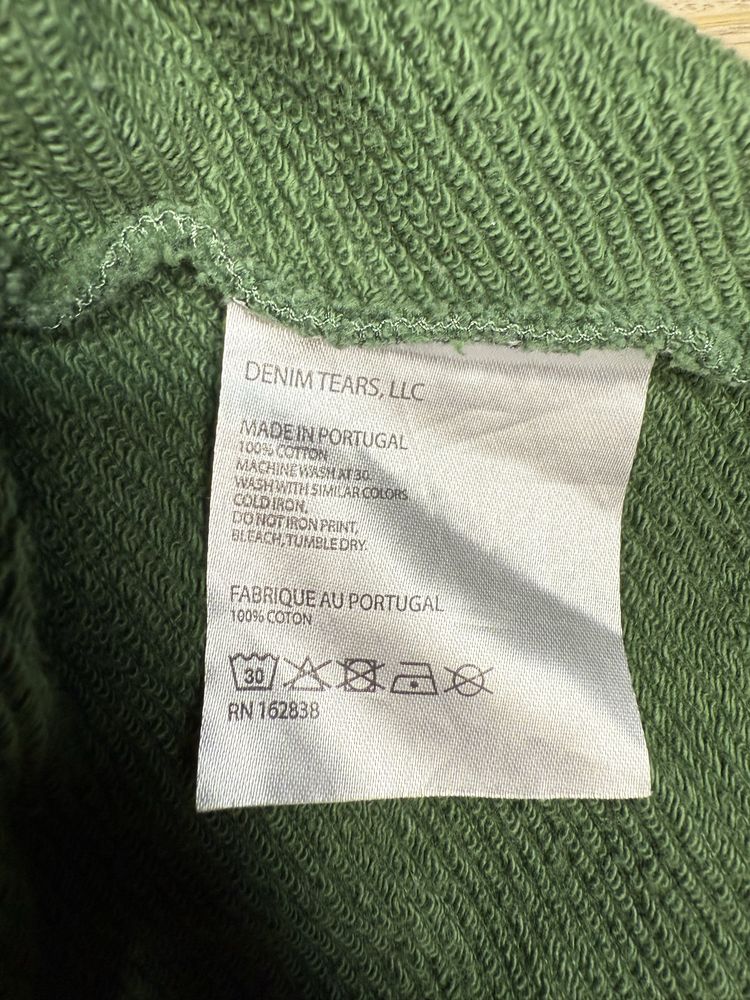 DENIM TEARS, LLC
MADE IN PORTUGAL
100% COTTON
MACHINE WASH AT 30.
WASH WITH SIMILAR COLORS
COLD IRON.
DO NOT IRON PRINT,
BLEACH, TUMBLE DRY.
FABRIQUE AU PORTUGAL
100% COTON
30
RN 162838